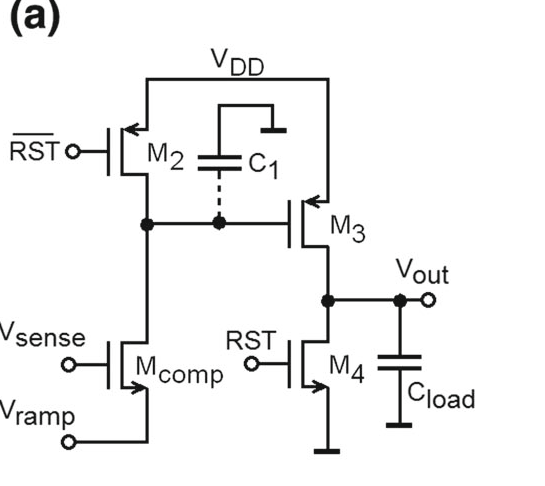 (a)
VDD
RST
M2
C1
M3
Vout
Vsense
RST
Mcomp
M4
Cload
Vramp